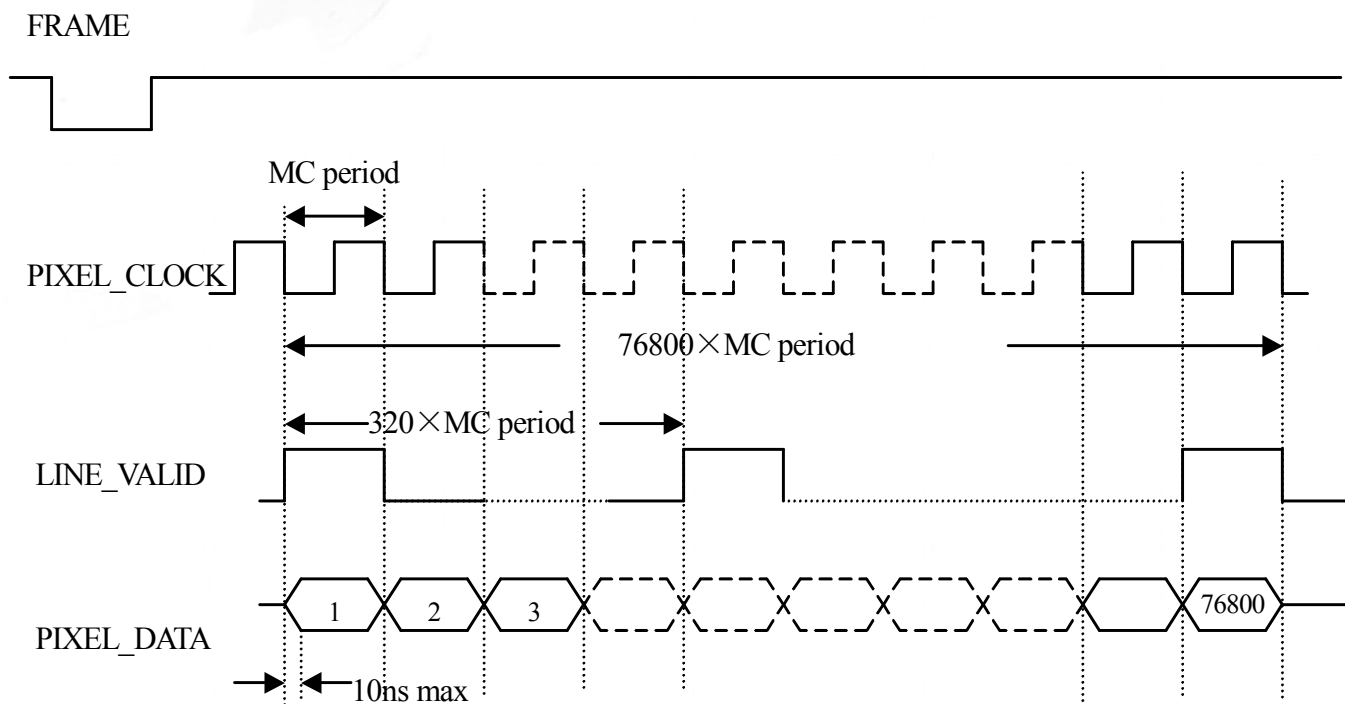 FRAME
MC period
PIXEL_CLOCK
76800×MC period
320×MC period
LINE_VALID
1 2 3 76800
PIXEL_DATA
10ns max